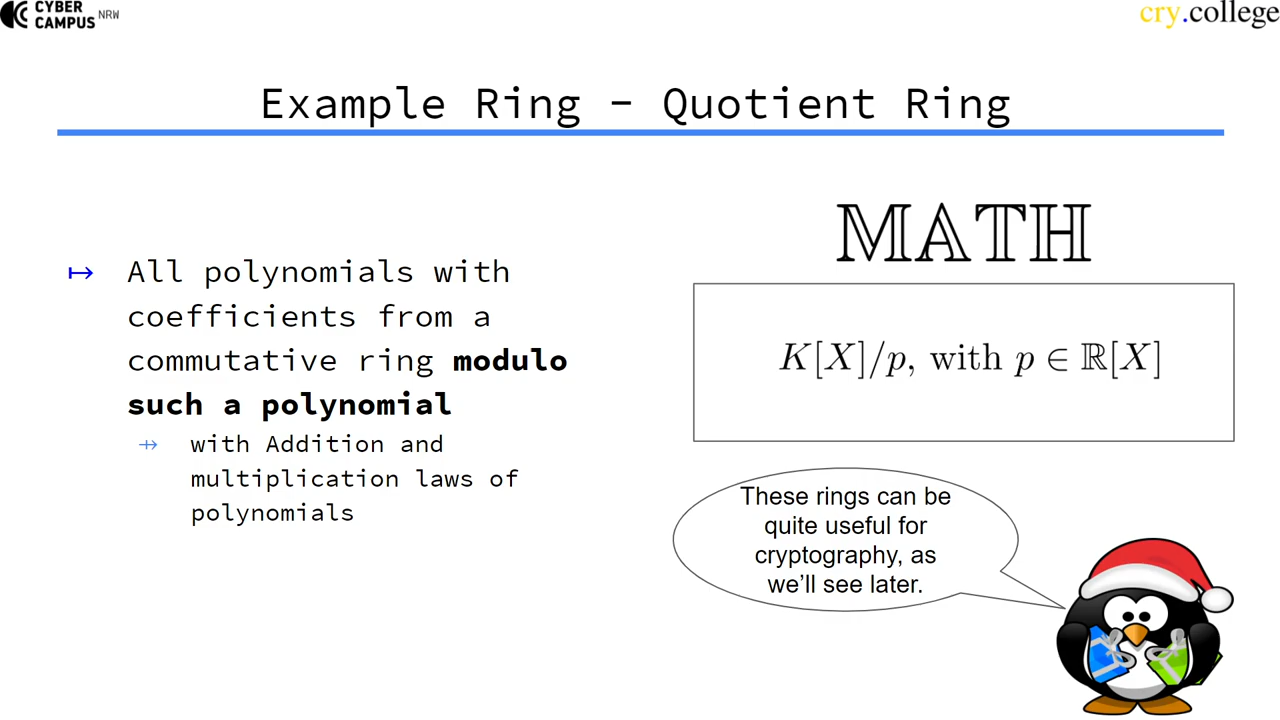 CYBER
CAMPUS NRW
cry.college
Example Ring - Quotient Ring
↦ All polynomials with
coefficients from a
commutative ring modulo
such a polynomial
⇸ with Addition and
multiplication laws of
polynomials
𝕄𝔸𝕋ℍ
K[X]/p, with p ∈ ℝ[X]
These rings can be
quite useful for
cryptography, as
we'll see later.